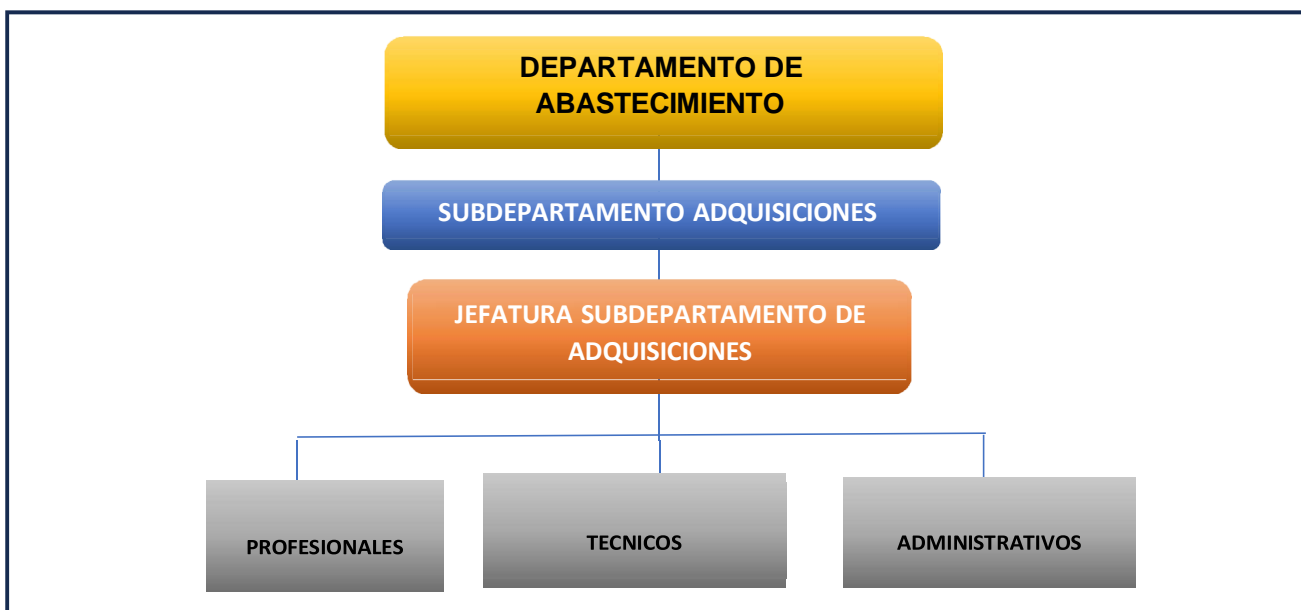 DEPARTAMENTO DE
ABASTECIMIENTO
SUBDEPARTAMENTO ADQUISICIONES
JEFATURA SUBDEPARTAMENTO DE
ADQUISICIONES
PROFESIONALES
TECNICOS
ADMINISTRATIVOS